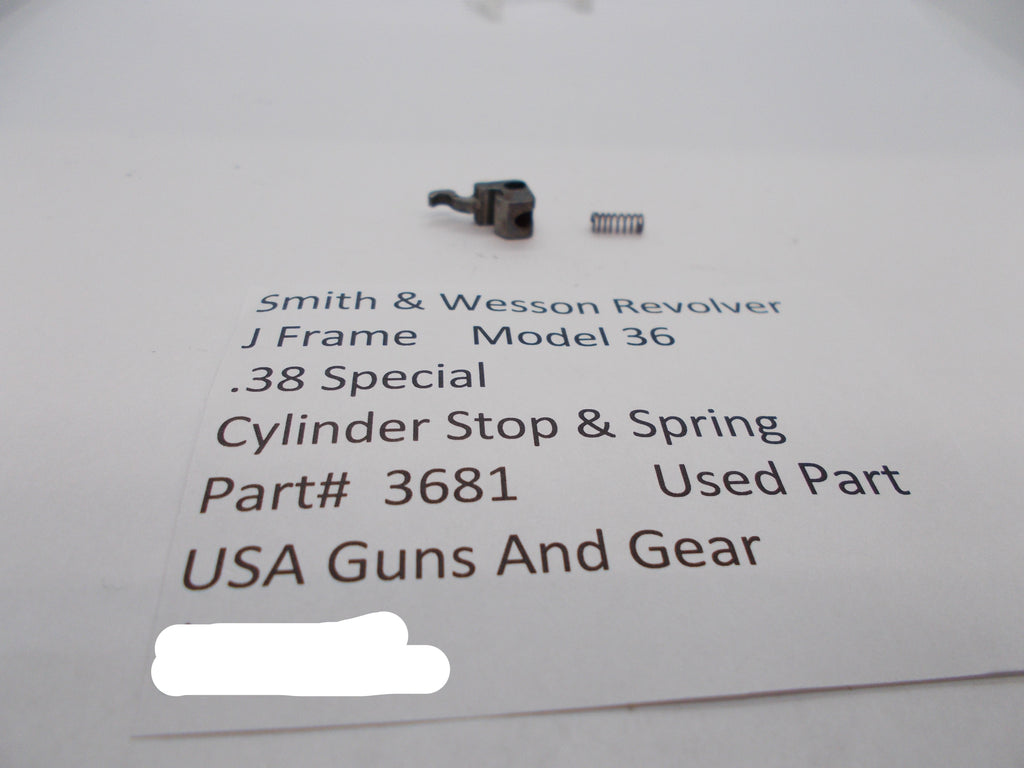 Smith & Wesson Revolver
J Frame Model 36
.38 Special
Cylinder Stop & Spring
Part# 3681 Used Part
USA Guns And Gear